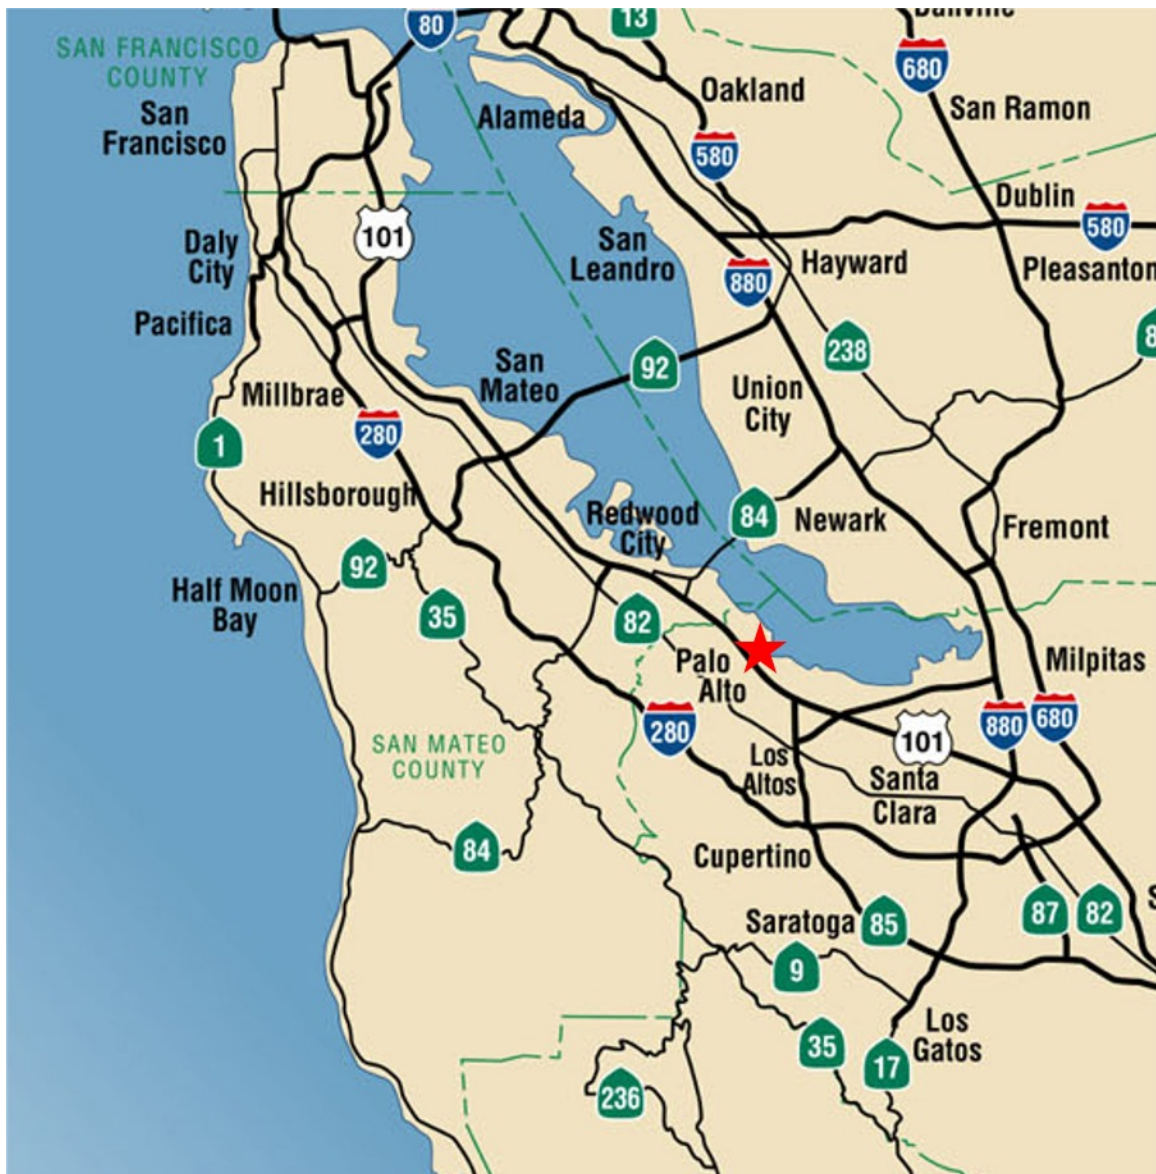 80
13
Danville
SAN FRANCISCO
COUNTY
680
Oakland
San
Francisco
Alameda
San Ramon
580
Dublin
101
580
Daly
City
San
Leandro
Hayward
Pleasanton
880
Pacifica
238
8
92
San
Mateo
Millbrae
Union
City
280
1
Hillsborough
Redwood
City
84
Newark
Fremont
92
Half Moon
Bay
35
82
Palo
Alto
Milpitas
280
880
680
101
SAN MATEO
COUNTY
Los
Altos
Santa
Clara
84
Cupertino
Saratoga
85
87
82
S
9
35
Los
Gatos
17
236